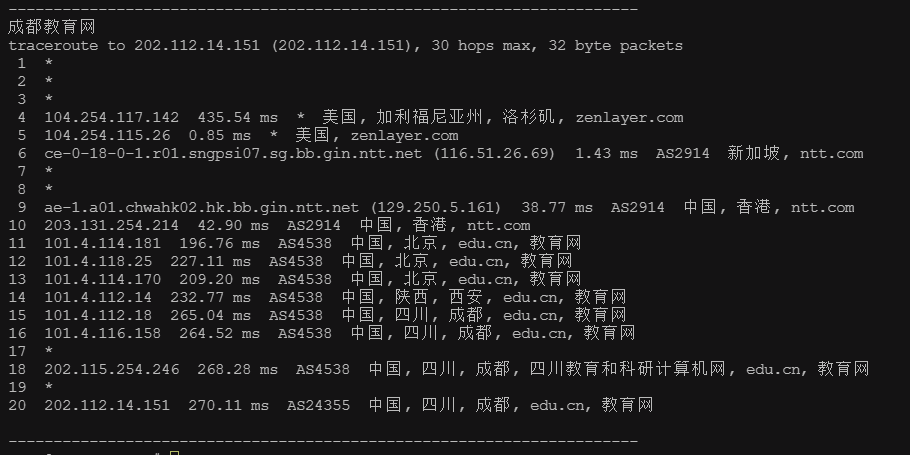 ----------------------------------------------------------------------
成都教育网
traceroute to 202.112.14.151 (202.112.14.151), 30 hops max, 32 byte packets
 1  *
 2  *
 3  *
 4  104.254.117.142  435.54 ms  *  美国, 加利福尼亚州, 洛杉矶, zenlayer.com
 5  104.254.115.26  0.85 ms  *  美国, zenlayer.com
 6  ce-0-18-0-1.r01.sngpsi07.sg.bb.gin.ntt.net (116.51.26.69)  1.43 ms  AS2914  新加坡, ntt.com
 7  *
 8  *
 9  ae-1.a01.chwahk02.hk.bb.gin.ntt.net (129.250.5.161)  38.77 ms  AS2914  中国, 香港, ntt.com
10  203.131.254.214  42.90 ms  AS2914  中国, 香港, ntt.com
11  101.4.114.181  196.76 ms  AS4538  中国, 北京, edu.cn, 教育网
12  101.4.118.25  227.11 ms  AS4538  中国, 北京, edu.cn, 教育网
13  101.4.114.170  209.20 ms  AS4538  中国, 北京, edu.cn, 教育网
14  101.4.112.14  232.77 ms  AS4538  中国, 陕西, 西安, edu.cn, 教育网
15  101.4.112.18  265.04 ms  AS4538  中国, 四川, 成都, edu.cn, 教育网
16  101.4.116.158  264.52 ms  AS4538  中国, 四川, 成都, edu.cn, 教育网
17  *
18  202.115.254.246  268.28 ms  AS4538  中国, 四川, 成都, 四川教育和科研计算机网, edu.cn, 教育网
19  *
20  202.112.14.151  270.11 ms  AS24355  中国, 四川, 成都, edu.cn, 教育网
----------------------------------------------------------------------